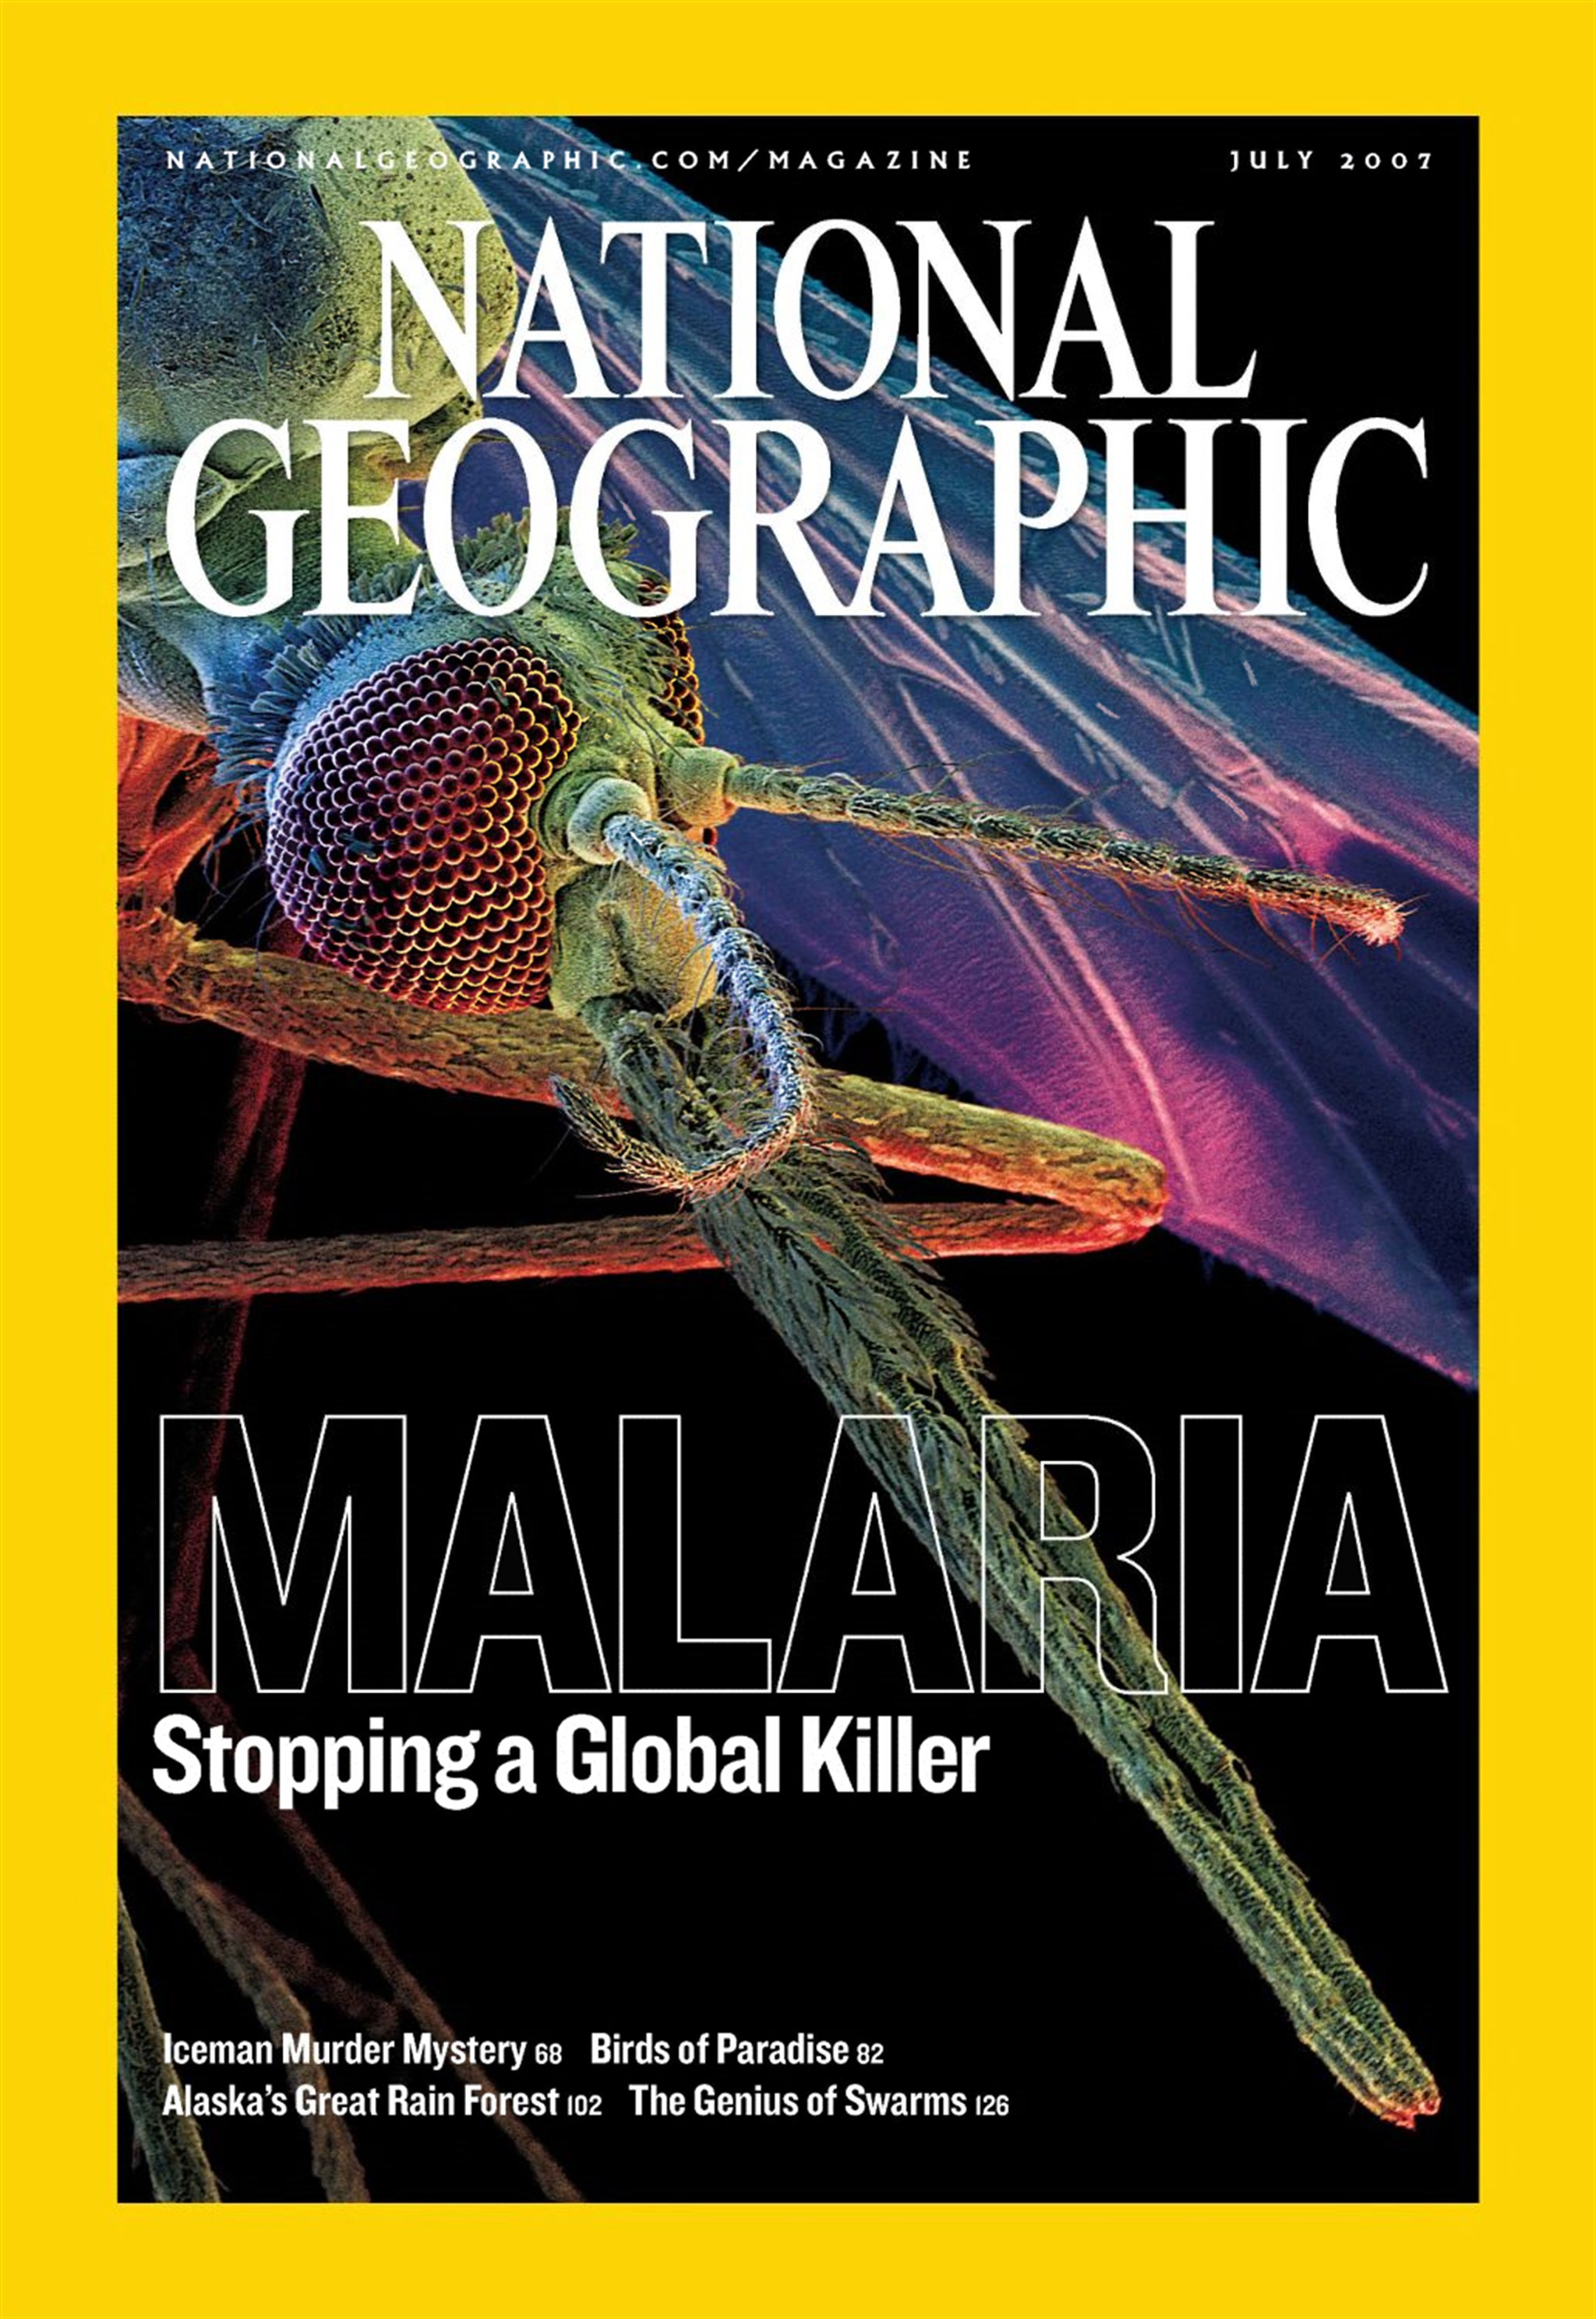 NATIONALGEOGRAPHIC.COM/MAGAZINE JULY 2007
NATIONAL
GEOGRAPHIC
MALARIA
Stopping a Global Killer
Iceman Murder Mystery 68 Birds of Paradise 82
Alaska's Great Rain Forest 102 The Genius of Swarms 126